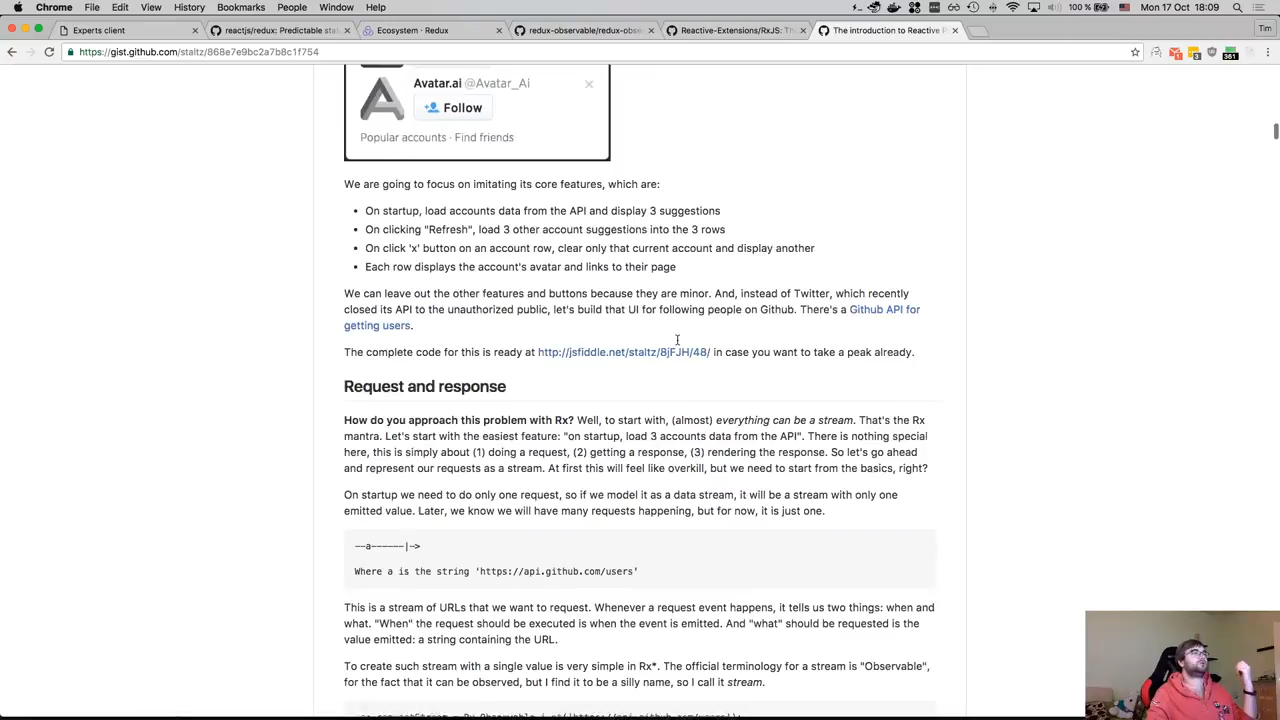 Chrome File Edit View History Bookmarks People Window Help 100 % Mon 17 Oct 18:09
Experts client reactjs/redux: Predictable sta Ecosystem · Redux redux-observable/redux-obse Reactive-Extensions/RxJS: Th The introduction to Reactive P Tim
https://gist.github.com/staltz/868e7e9bc2a7b8c1f754
Avatar.ai @Avatar_Ai
Follow
Popular accounts · Find friends
We are going to focus on imitating its core features, which are:
• On startup, load accounts data from the API and display 3 suggestions
• On clicking "Refresh", load 3 other account suggestions into the 3 rows
• On click 'x' button on an account row, clear only that current account and display another
• Each row displays the account's avatar and links to their page
We can leave out the other features and buttons because they are minor. And, instead of Twitter, which recently
closed its API to the unauthorized public, let's build that UI for following people on Github. There's a Github API for
getting users.
The complete code for this is ready at http://jsfiddle.net/staltz/8jFJH/48/ in case you want to take a peak already.
Request and response
How do you approach this problem with Rx? Well, to start with, (almost) everything can be a stream. That's the Rx
mantra. Let's start with the easiest feature: "on startup, load 3 accounts data from the API". There is nothing special
here, this is simply about (1) doing a request, (2) getting a response, (3) rendering the response. So let's go ahead
and represent our requests as a stream. At first this will feel like overkill, but we need to start from the basics, right?
On startup we need to do only one request, so if we model it as a data stream, it will be a stream with only one
emitted value. Later, we know we will have many requests happening, but for now, it is just one.
--a------|->
Where a is the string 'https://api.github.com/users'
This is a stream of URLs that we want to request. Whenever a request event happens, it tells us two things: when and
what. "When" the request should be executed is when the event is emitted. And "what" should be requested is the
value emitted: a string containing the URL.
To create such stream with a single value is very simple in Rx*. The official terminology for a stream is "Observable",
for the fact that it can be observed, but I find it to be a silly name, so I call it stream.